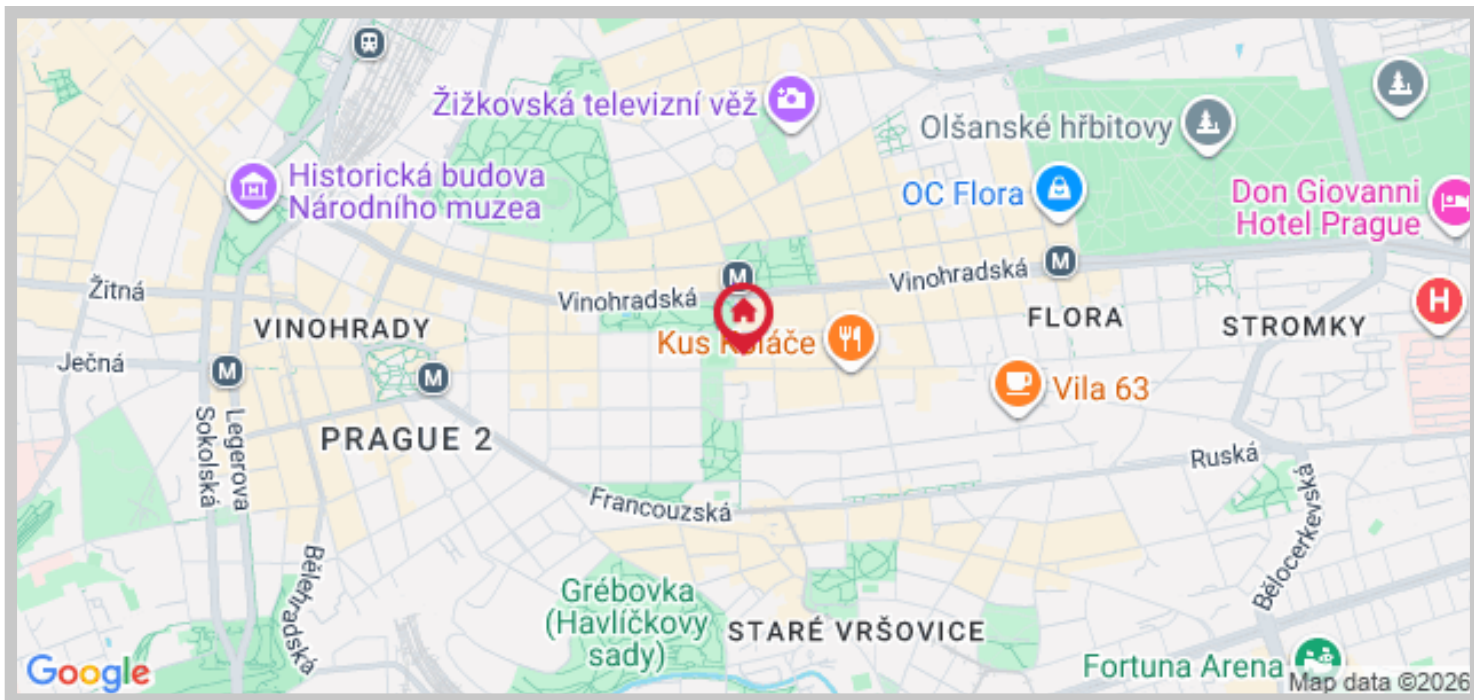 Žižkovská televizní věž
Olšanské hřbitovy
Historická budova
Národního muzea
OC Flora
Don Giovanni
Hotel Prague
M
M
Vinohradská
Vinohradská
Žitná
VINOHRADY
FLORA
STROMKY
H
Kus Koláče
Ječná
M
M
Vila 63
PRAGUE 2
Sokolská
Legerova
Ruská
Francouzská
Bělocerkevská
Bělehradská
Grébovka
(Havlíčkovy
sady)
STARÉ VRŠOVICE
Fortuna Arena
Google
Map data ©2026